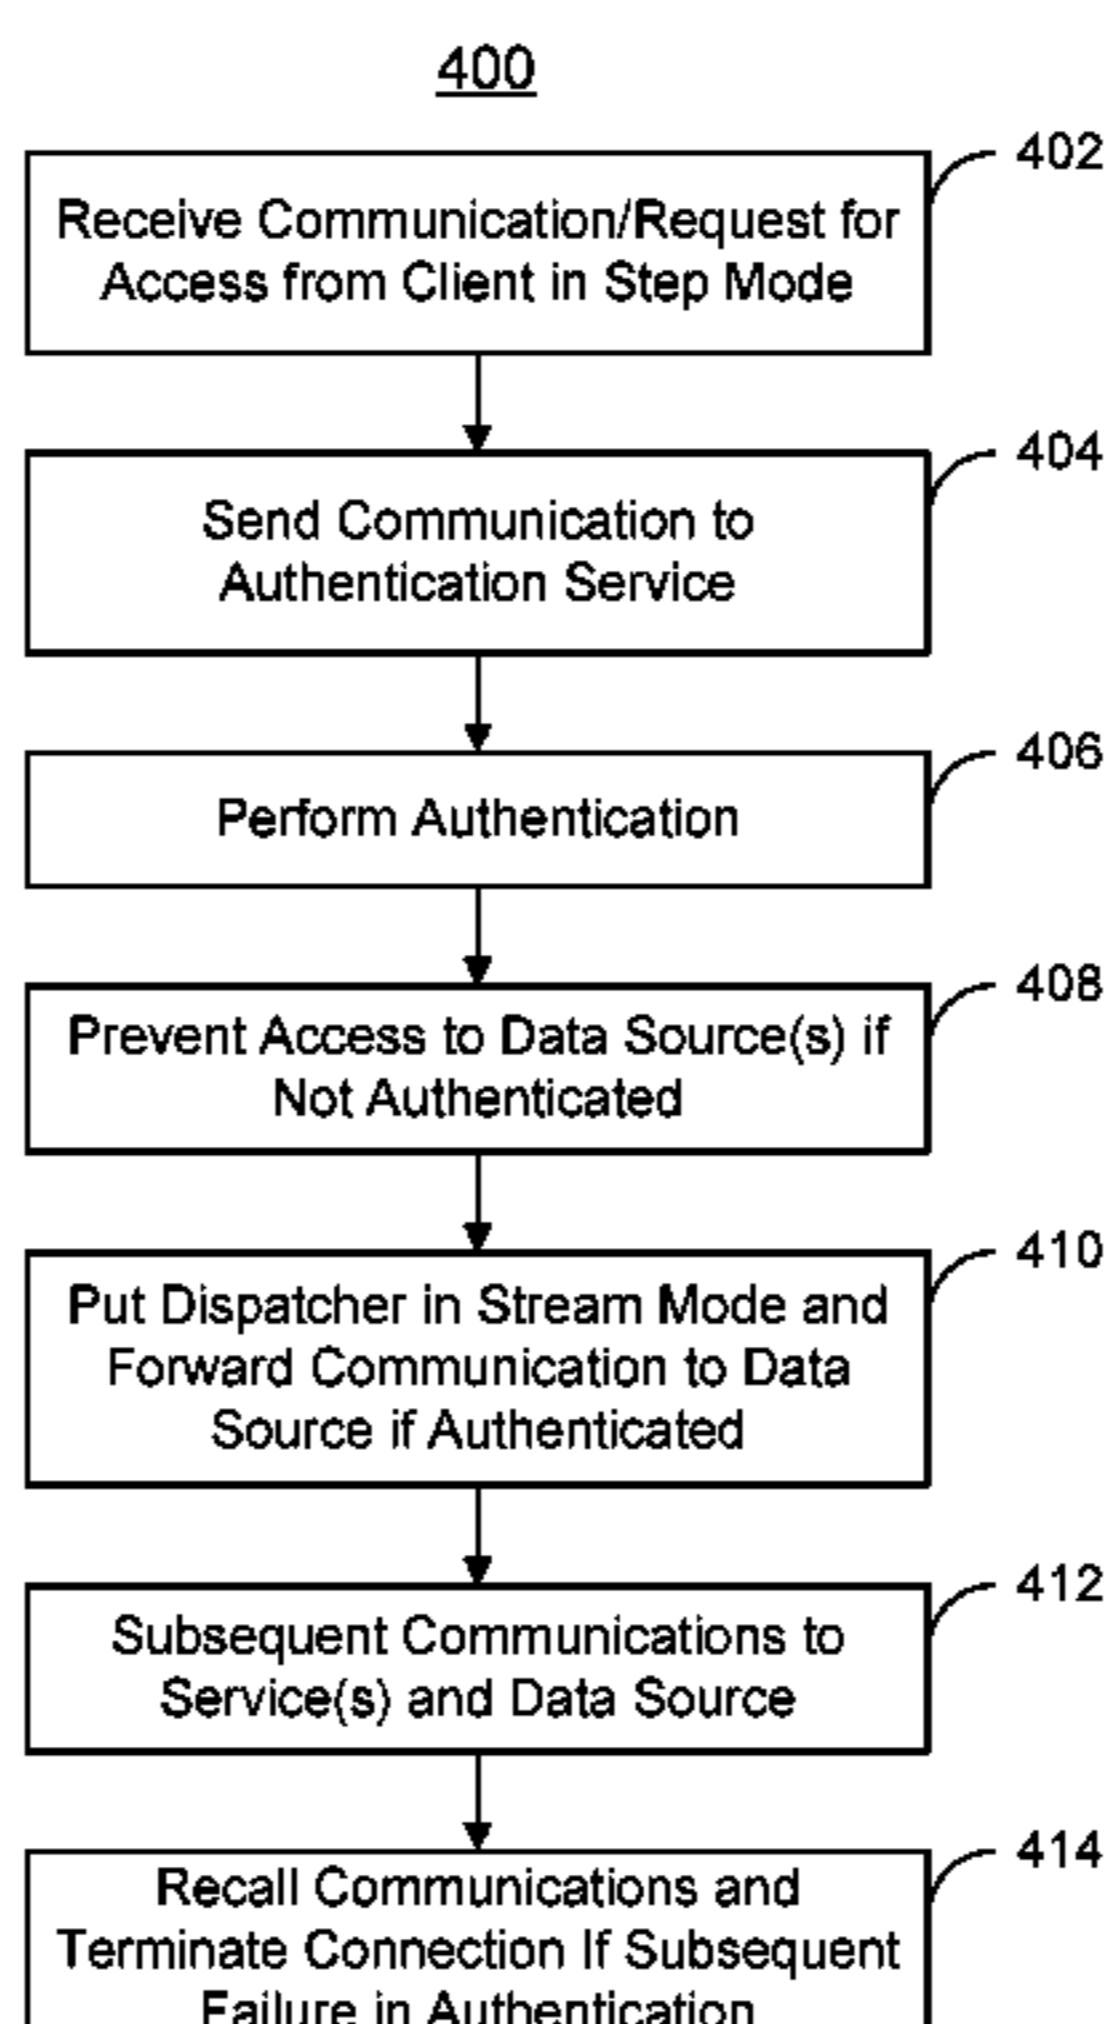 400
402
Receive Communication/Request for
Access from Client in Step Mode
404
Send Communication to
Authentication Service
406
Perform Authentication
408
Prevent Access to Data Source(s) if
Not Authenticated
410
Put Dispatcher in Stream Mode and
Forward Communication to Data
Source if Authenticated
412
Subsequent Communications to
Service(s) and Data Source
414
Recall Communications and
Terminate Connection If Subsequent
Failure in Authentication